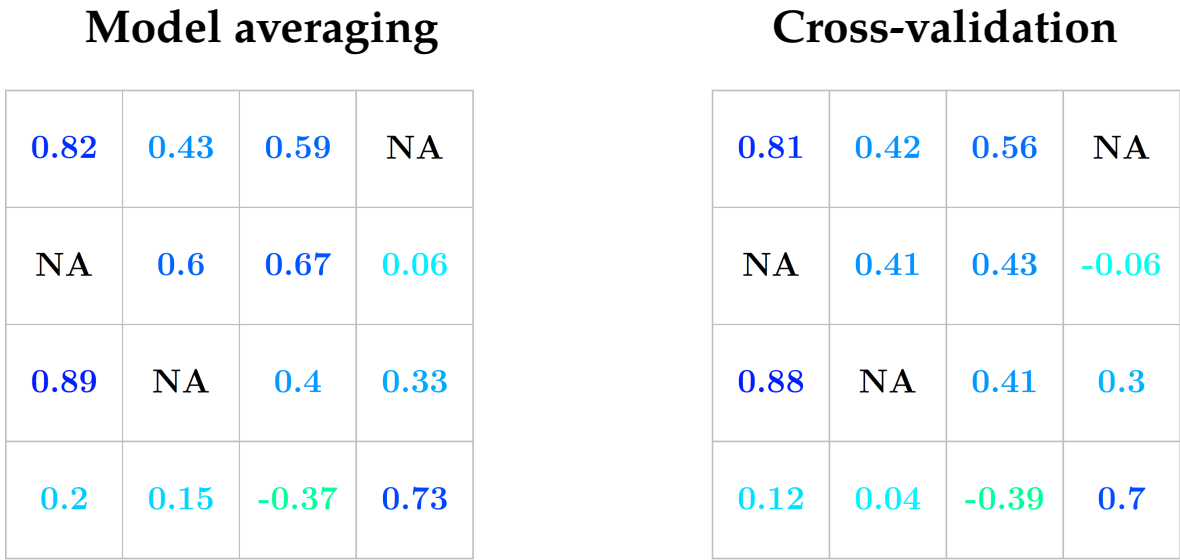 Model averaging
0.82 0.43 0.59 NA
NA 0.6 0.67 0.06
0.89 NA 0.4 0.33
0.2 0.15 -0.37 0.73
Cross-validation
0.81 0.42 0.56 NA
NA 0.41 0.43 -0.06
0.88 NA 0.41 0.3
0.12 0.04 -0.39 0.7